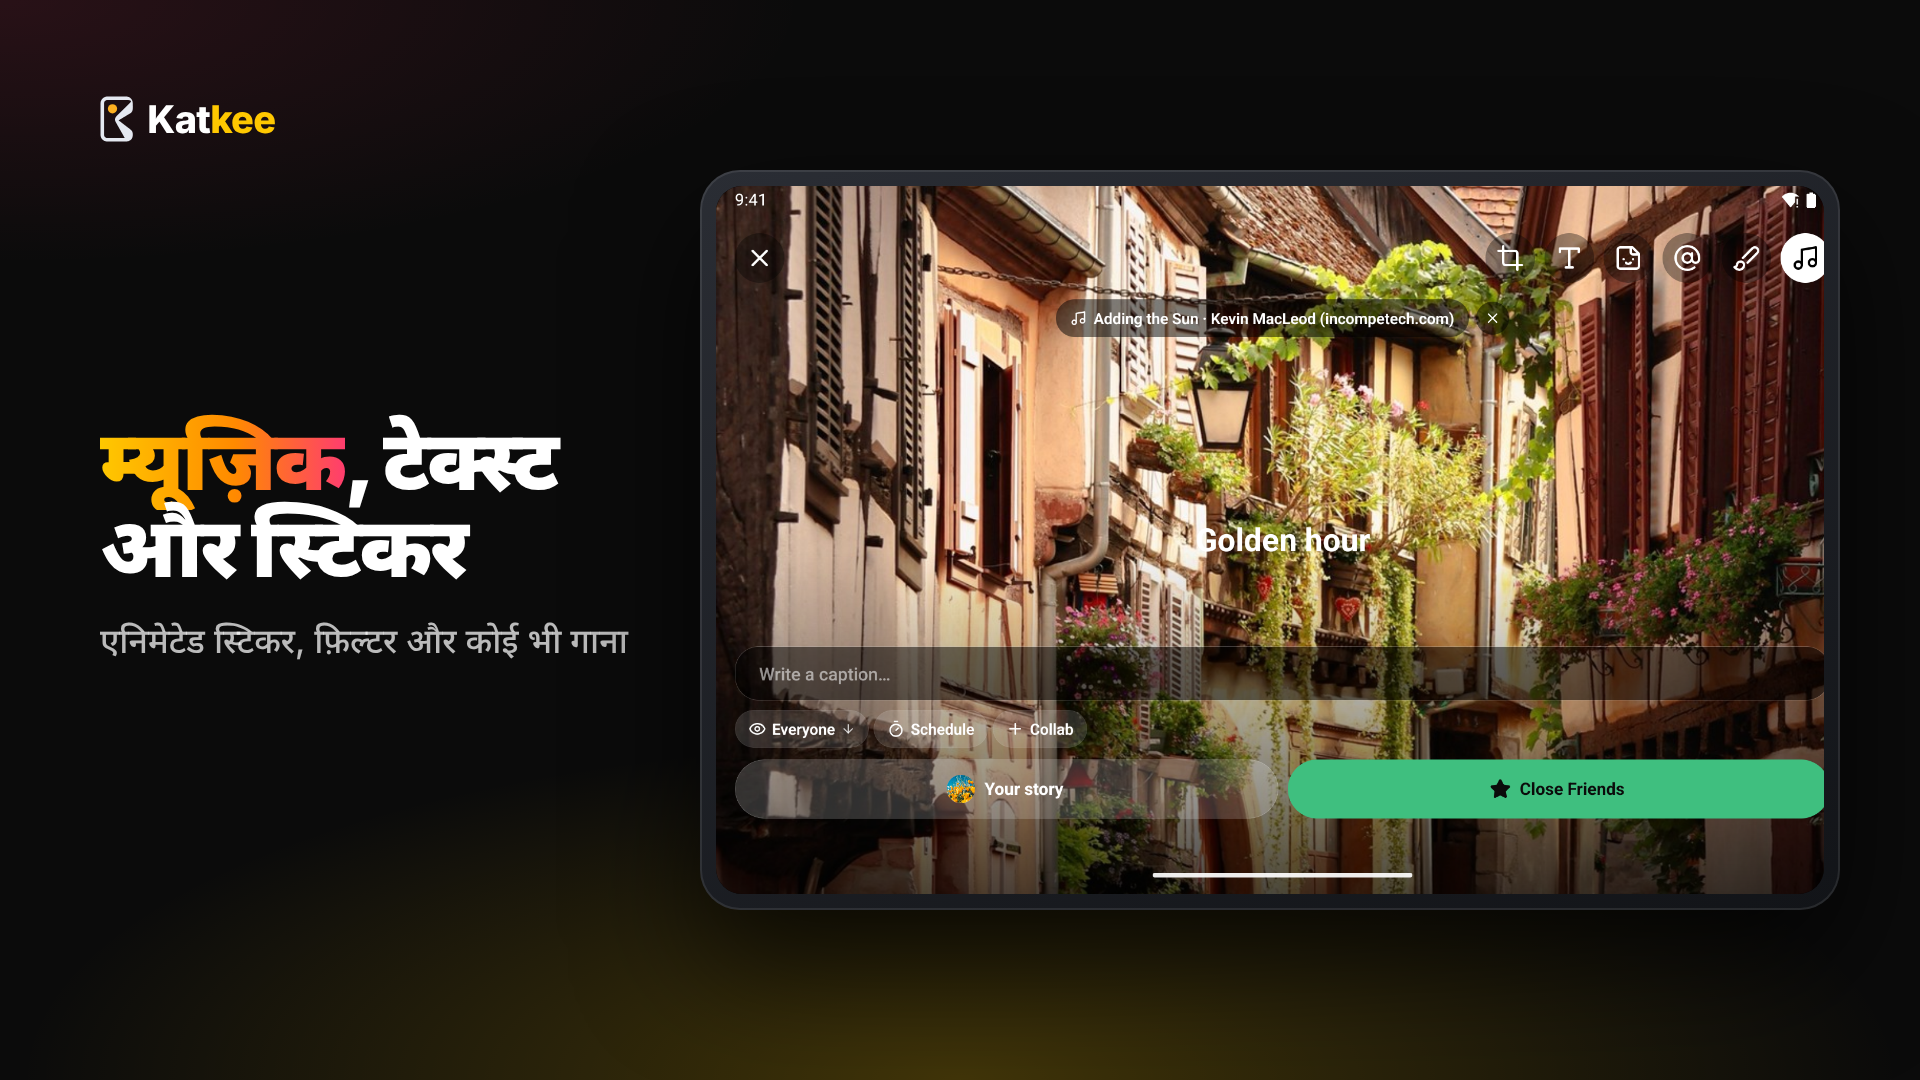 Katkee
म्यूज़िक, टेक्स्ट
और स्टिकर
एनिमेटेड स्टिकर, फ़िल्टर और कोई भी गाना
9:41
Adding the Sun · Kevin MacLeod (incompetech.com)
Golden hour
Write a caption...
Everyone
Schedule
Collab
Your story
Close Friends